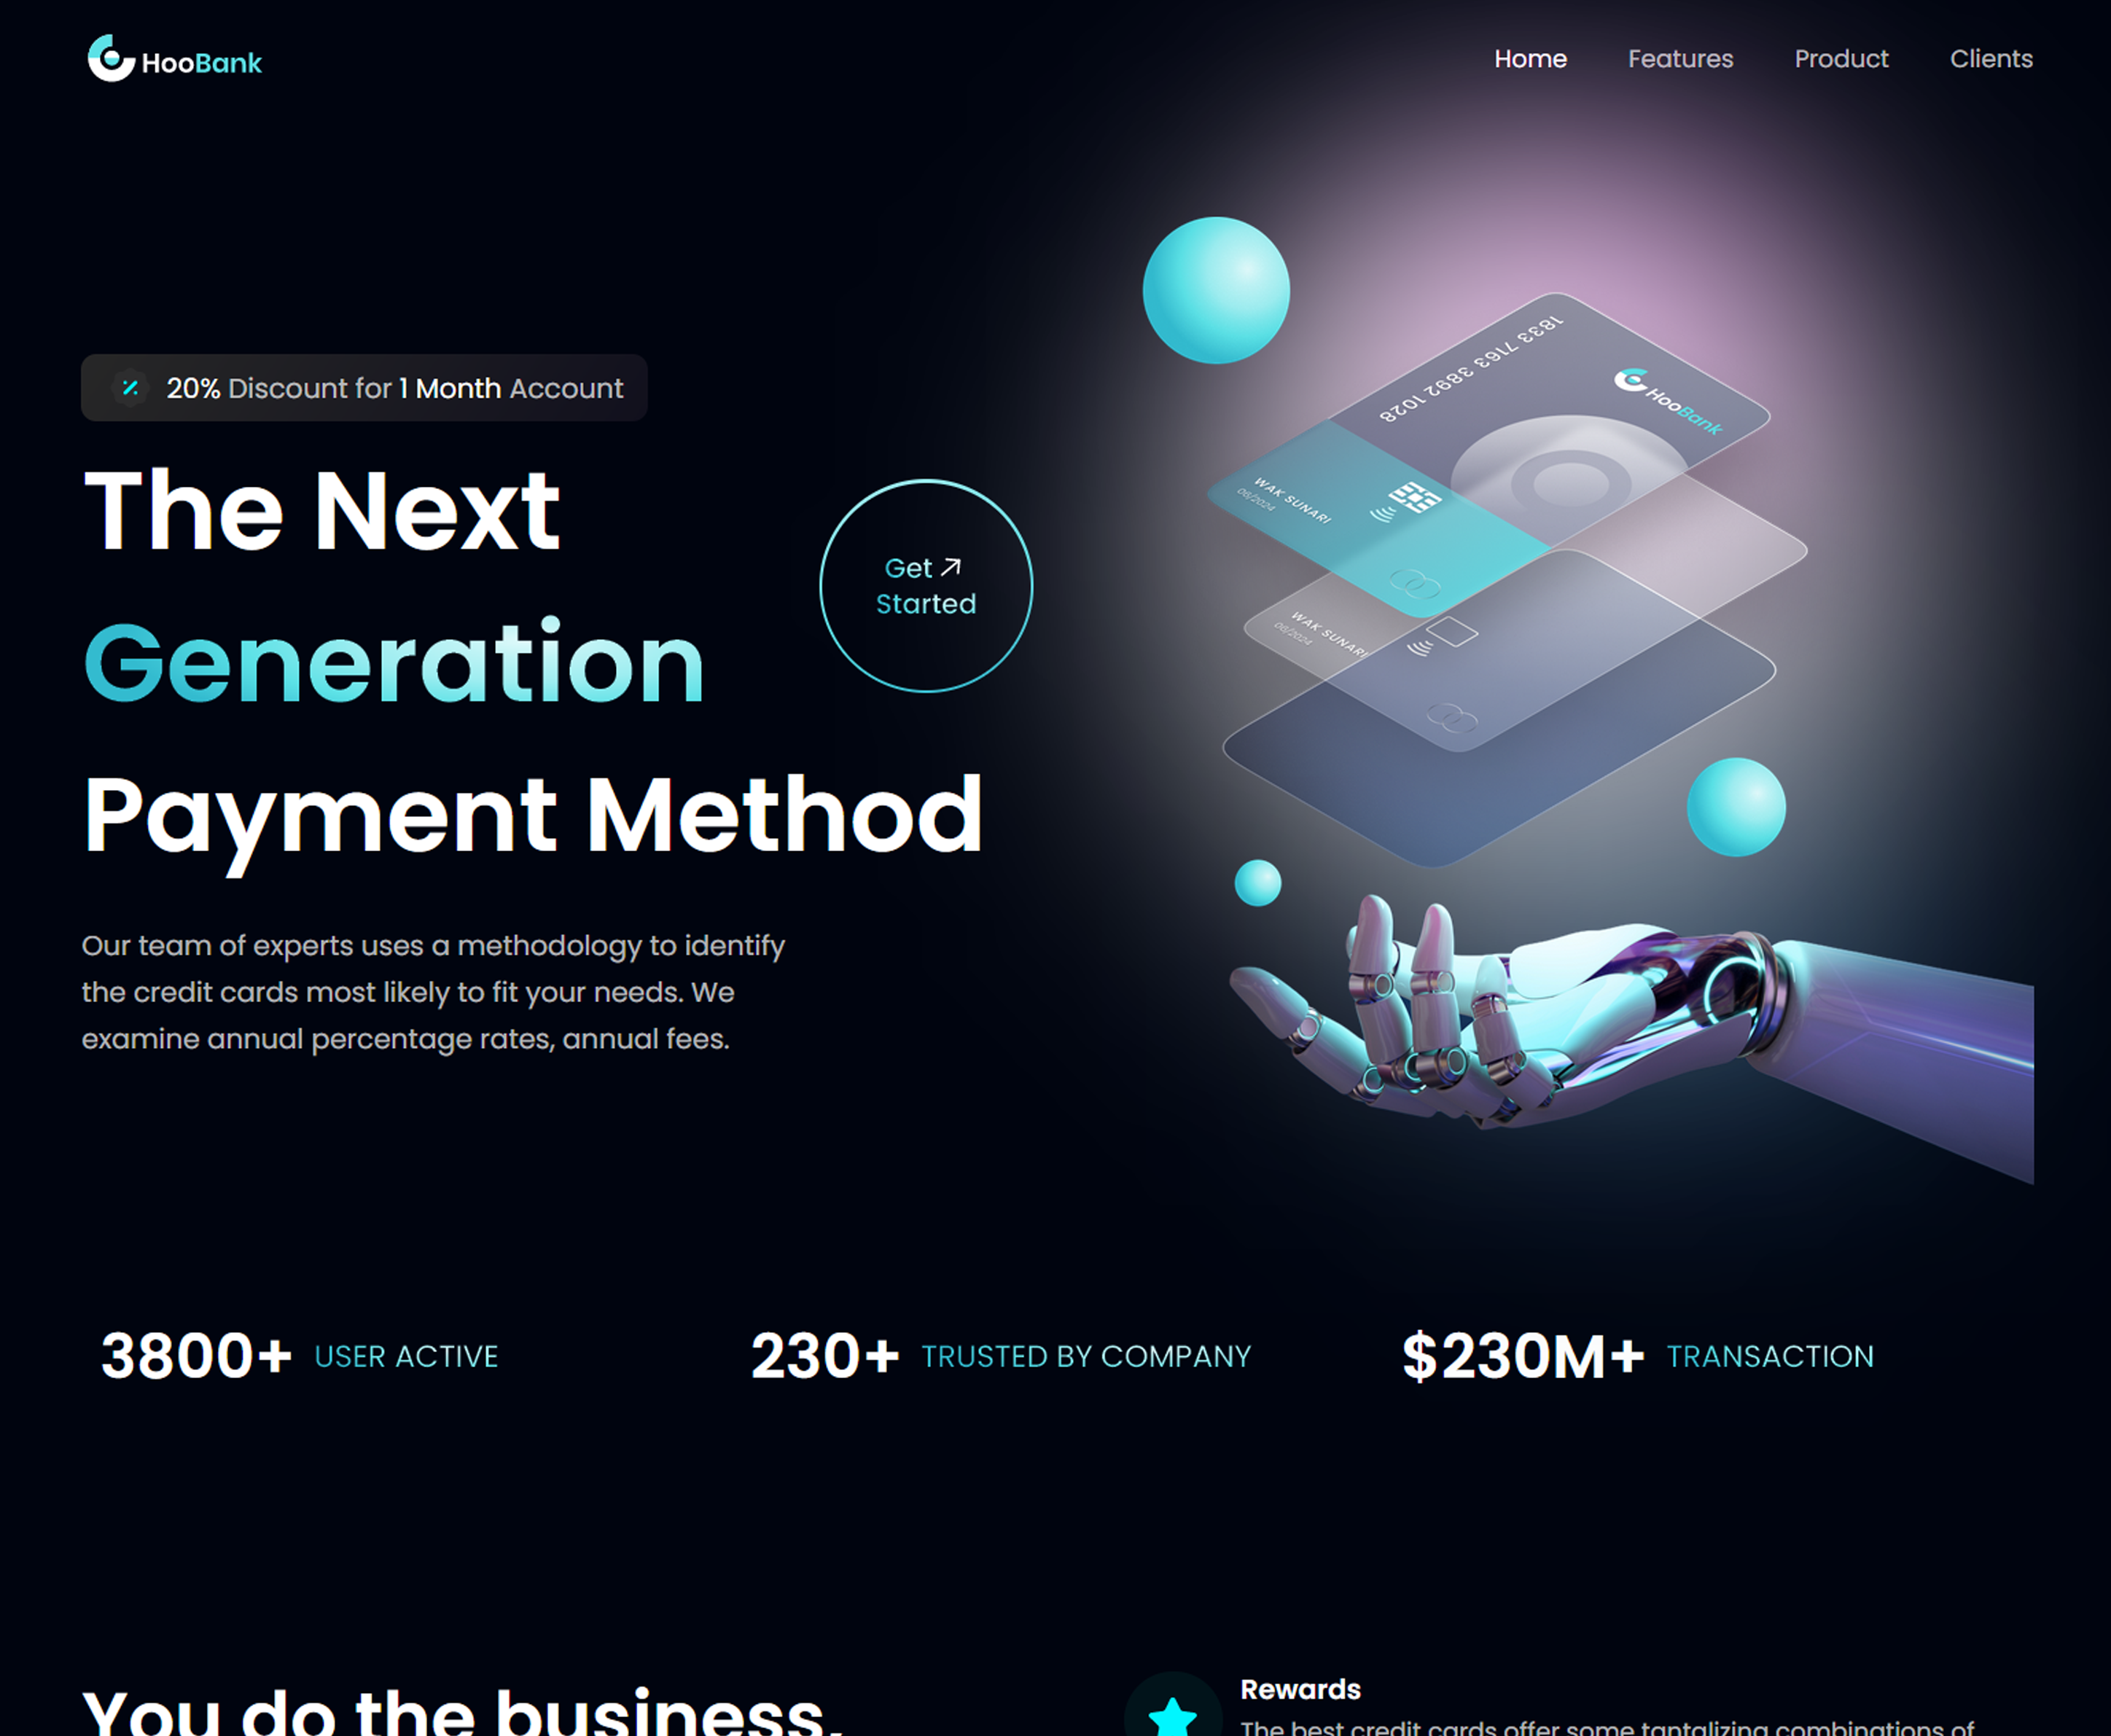 HooBank
Home Features Product Clients
20% Discount for 1 Month Account
The Next
Generation
Payment Method
Get
Started
Our team of experts uses a methodology to identify
the credit cards most likely to fit your needs. We
examine annual percentage rates, annual fees.
1833 7163 3892 1028
HooBank
WAK SUNARI
06/2024
WAK SUNARI
06/2024
3800+ USER ACTIVE
230+ TRUSTED BY COMPANY
$230M+ TRANSACTION
You do the business,
Rewards
The best credit cards offer some tantalizing combinations of